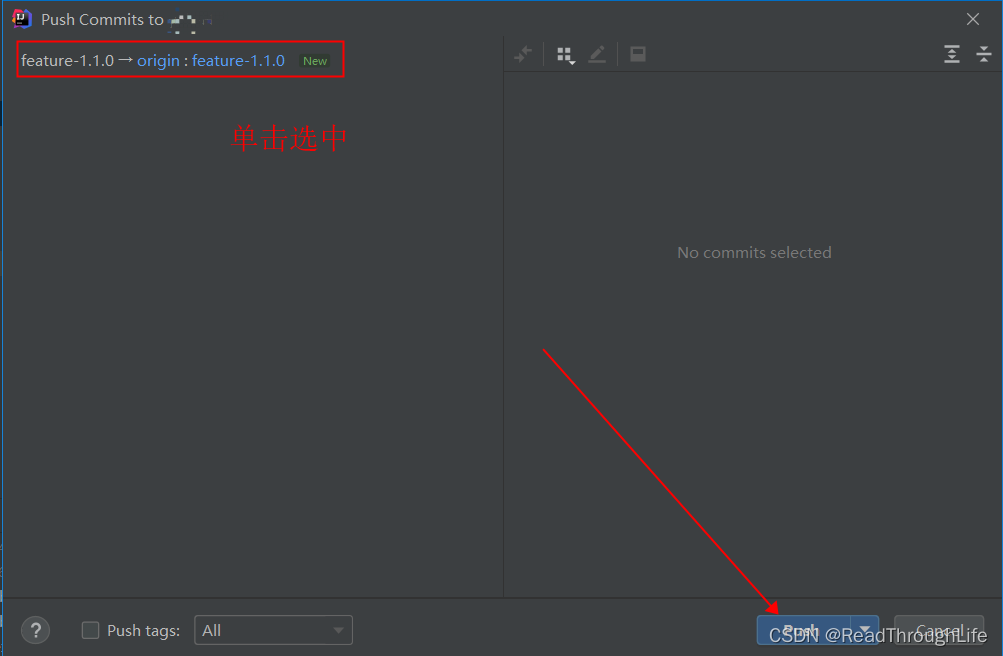 Push Commits to
feature-1.1.0 → origin : feature-1.1.0 New
单击选中
No commits selected
? Push tags: All
Push Cancel
CSDN @ReadThroughLife